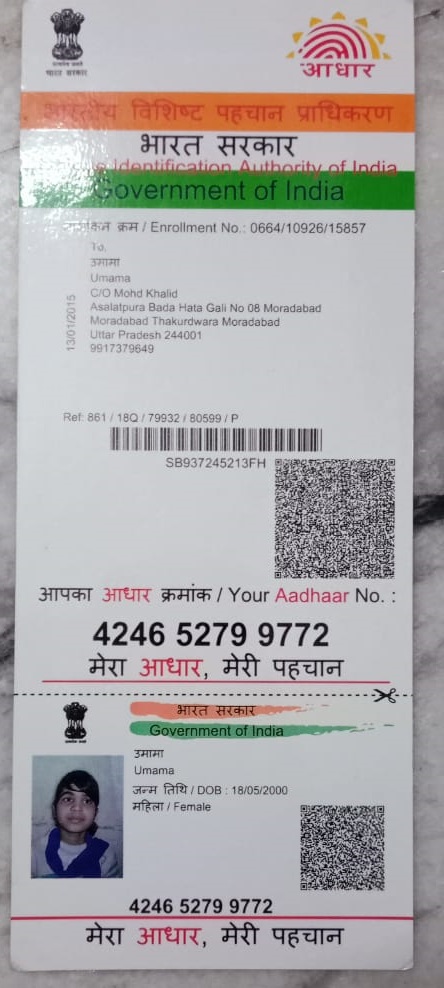 भारत सरकार
आधार
भारतीय विशिष्ट पहचान प्राधिकरण
भारत सरकार
Identification Authority of India
Government of India
क्रम / Enrollment No.: 0664/10926/15857
To,
उमामा
Umama
C/O Mohd Khalid
Asalatpura Bada Hata Gali No 08 Moradabad
Moradabad Thakurdwara Moradabad
Uttar Pradesh 244001
9917379649
13/01/2015
Ref: 861 / 18Q / 79932 / 80599 / P
SB937245213FH
आपका आधार क्रमांक / Your Aadhaar No. :
4246 5279 9772
मेरा आधार, मेरी पहचान
भारत सरकार
Government of India
उमामा
Umama
जन्म तिथि / DOB : 18/05/2000
महिला / Female
4246 5279 9772
मेरा आधार, मेरी पहचान